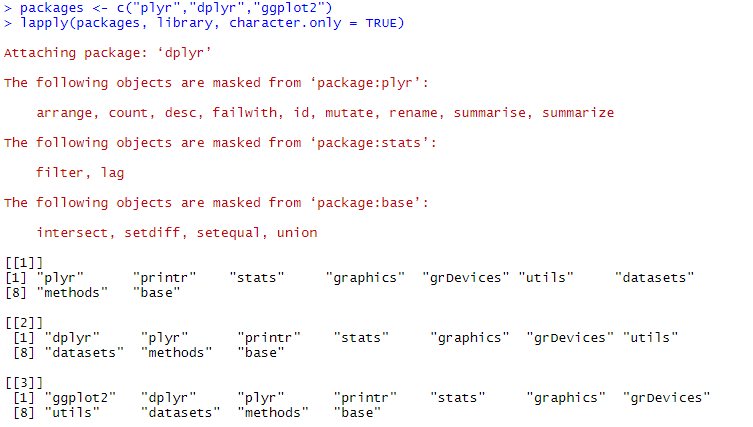 > packages <- c("plyr","dplyr","ggplot2")
> lapply(packages, library, character.only = TRUE)
Attaching package: ‘dplyr’
The following objects are masked from ‘package:plyr’:
    arrange, count, desc, failwith, id, mutate, rename, summarise, summarize
The following objects are masked from ‘package:stats’:
    filter, lag
The following objects are masked from ‘package:base’:
    intersect, setdiff, setequal, union
[[1]]
[1] "plyr"      "printr"    "stats"     "graphics"  "grDevices" "utils"     "datasets"
[8] "methods"   "base"
[[2]]
 [1] "dplyr"     "plyr"      "printr"    "stats"     "graphics"  "grDevices" "utils"
 [8] "datasets"  "methods"   "base"
[[3]]
 [1] "ggplot2"   "dplyr"     "plyr"      "printr"    "stats"     "graphics"  "grDevices"
 [8] "utils"     "datasets"  "methods"   "base"